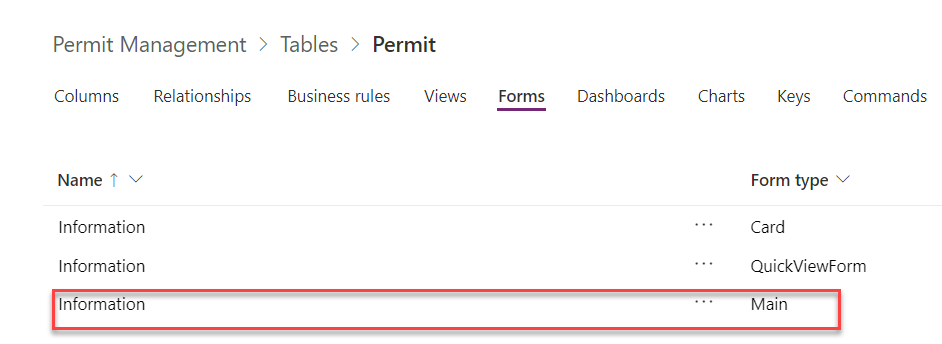 Permit Management > Tables > Permit
Columns Relationships Business rules Views Forms Dashboards Charts Keys Commands
Name ↑ Form type
Information ··· Card
Information ··· QuickViewForm
Information ··· Main